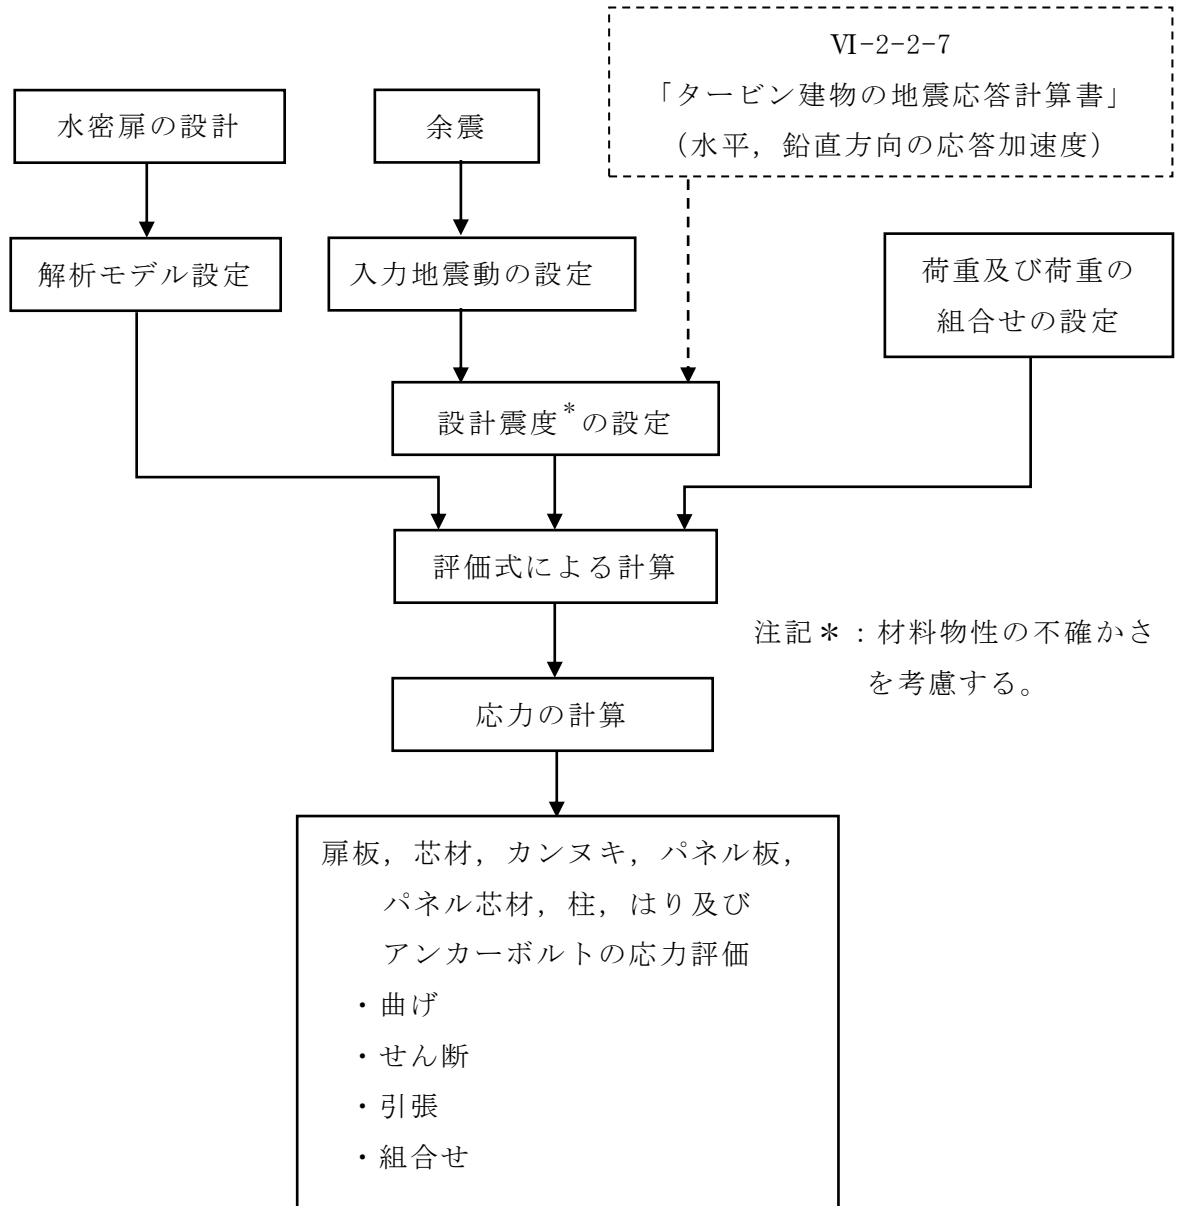 Ⅵ-2-2-7
「タービン建物の地震応答計算書」
（水平，鉛直方向の応答加速度）
水密扉の設計
余震
解析モデル設定
入力地震動の設定
荷重及び荷重の
組合せの設定
設計震度*の設定
評価式による計算
注記＊：材料物性の不確かさ
を考慮する。
応力の計算
扉板，芯材，カンヌキ，パネル板，
パネル芯材，柱，はり及び
アンカーボルトの応力評価
・曲げ
・せん断
・引張
・組合せ